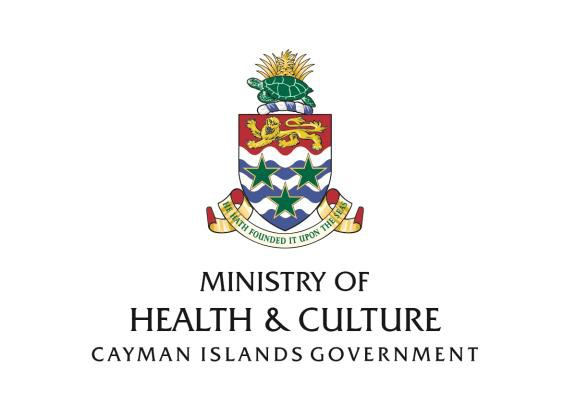 HE HATH FOUNDED IT UPON THE SEAS
MINISTRY OF
HEALTH & CULTURE
CAYMAN ISLANDS GOVERNMENT